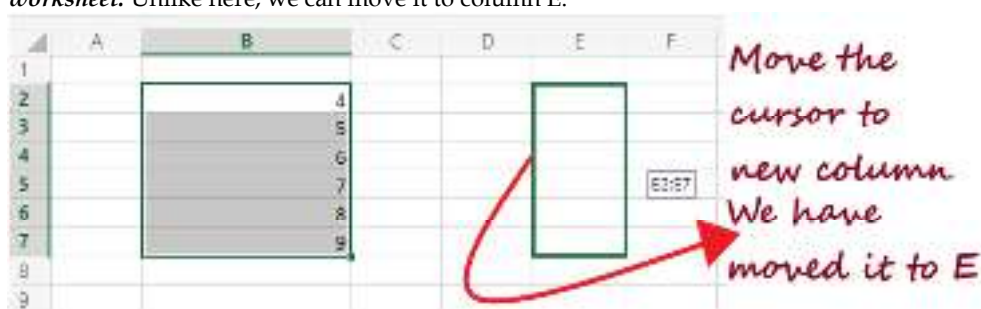 worksheet. Unlike here, we can move it to column E.
A B C D E F
1
2 4
3 5
4 6
5 7
6 8
7 9
8
9
E2:E7
Move the
cursor to
new column
We have
moved it to E